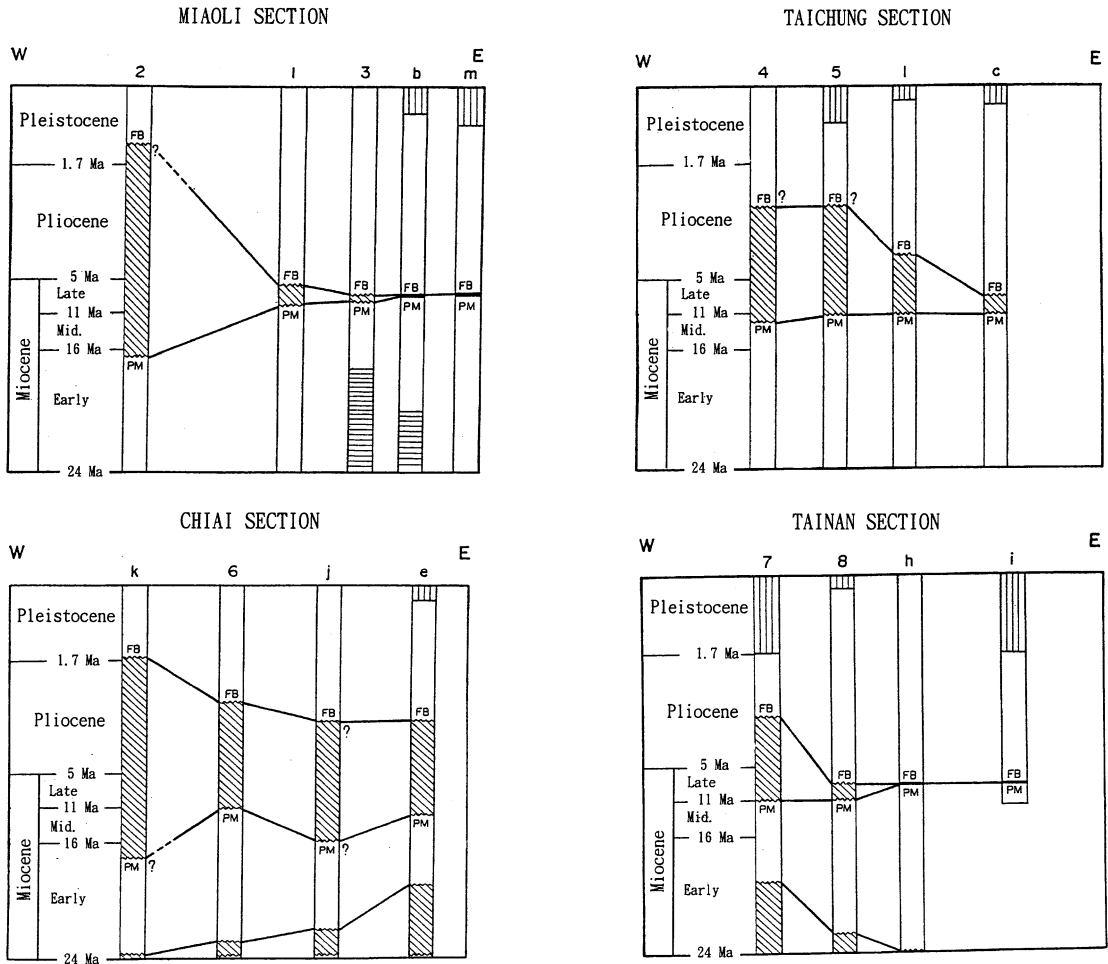 MIAOLI SECTION
W E
2 1 3 b m
Pleistocene
FB
?
1.7 Ma
Pliocene
5 Ma
FB FB FB FB
Late
11 Ma
PM PM PM PM
Mid.
16 Ma
PM
Miocene
Early
24 Ma
TAICHUNG SECTION
W E
4 5 l c
Pleistocene
1.7 Ma
FB ? FB ?
Pliocene
FB
5 Ma
Late
FB
11 Ma
PM PM PM PM
Mid.
16 Ma
Miocene
Early
24 Ma
CHIAI SECTION
W E
k 6 j e
Pleistocene
FB
1.7 Ma
FB
Pliocene
FB FB
?
5 Ma
Late
11 Ma
PM PM
Mid.
16 Ma
PM ? PM ?
Miocene
Early
24 Ma
TAINAN SECTION
W E
7 8 h i
Pleistocene
1.7 Ma
Pliocene
FB
5 Ma
FB FB FB
Late
PM PM
11 Ma
PM PM
Mid.
16 Ma
Miocene
Early
24 Ma